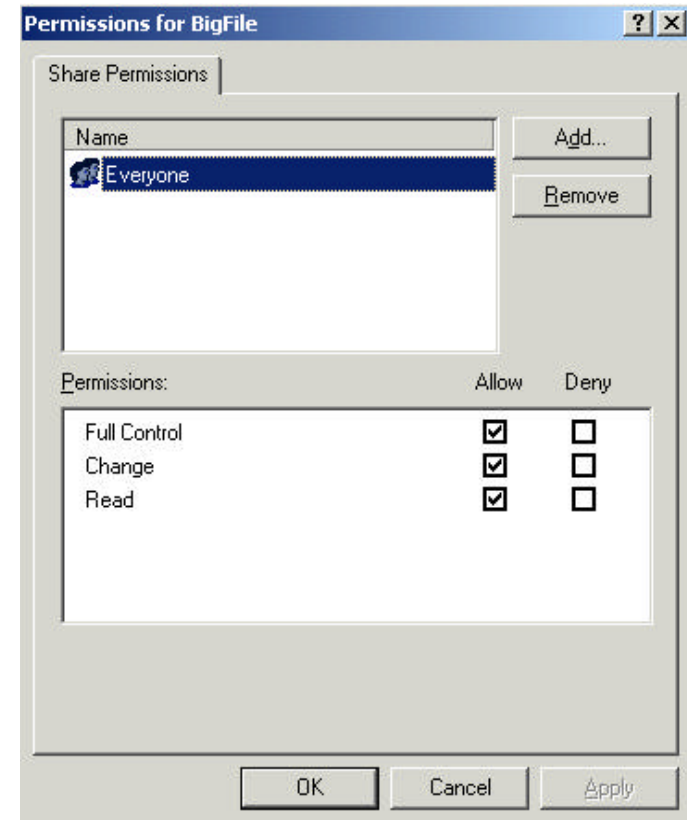 Permissions for BigFile
Share Permissions
Name
Add...
Everyone
Remove
Permissions: Allow Deny
Full Control
Change
Read
OK Cancel Apply